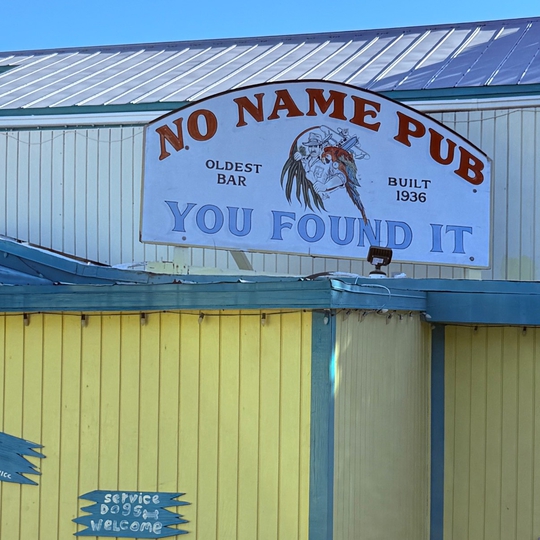 NO NAME PUB
OLDEST
BAR
BUILT
1936
YOU FOUND IT
service
DOgs
welcome